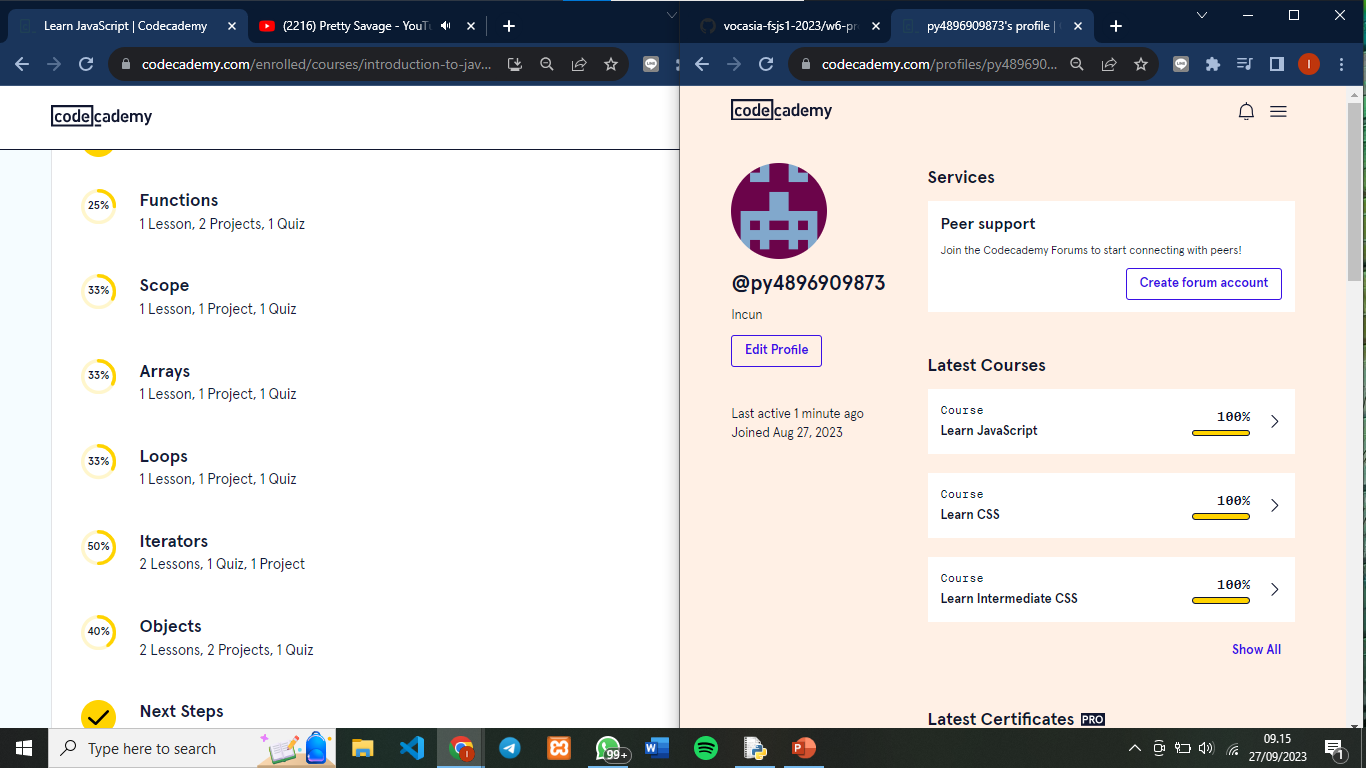 Learn JavaScript | Codecademy
(2216) Pretty Savage - YouTu
codecademy.com/enrolled/courses/introduction-to-jav...
codecademy
25%
Functions
1 Lesson, 2 Projects, 1 Quiz
33%
Scope
1 Lesson, 1 Project, 1 Quiz
33%
Arrays
1 Lesson, 1 Project, 1 Quiz
33%
Loops
1 Lesson, 1 Project, 1 Quiz
50%
Iterators
2 Lessons, 1 Quiz, 1 Project
40%
Objects
2 Lessons, 2 Projects, 1 Quiz
Next Steps
vocasia-fsjs1-2023/w6-pr
py4896909873's profile |
codecademy.com/profiles/py489690...
I
codecademy
@py4896909873
Incun
Edit Profile
Last active 1 minute ago
Joined Aug 27, 2023
Services
Peer support
Join the Codecademy Forums to start connecting with peers!
Create forum account
Latest Courses
Course
Learn JavaScript
100%
Course
Learn CSS
100%
Course
Learn Intermediate CSS
100%
Show All
Latest Certificates PRO
Type here to search
99+
09.15
27/09/2023
1